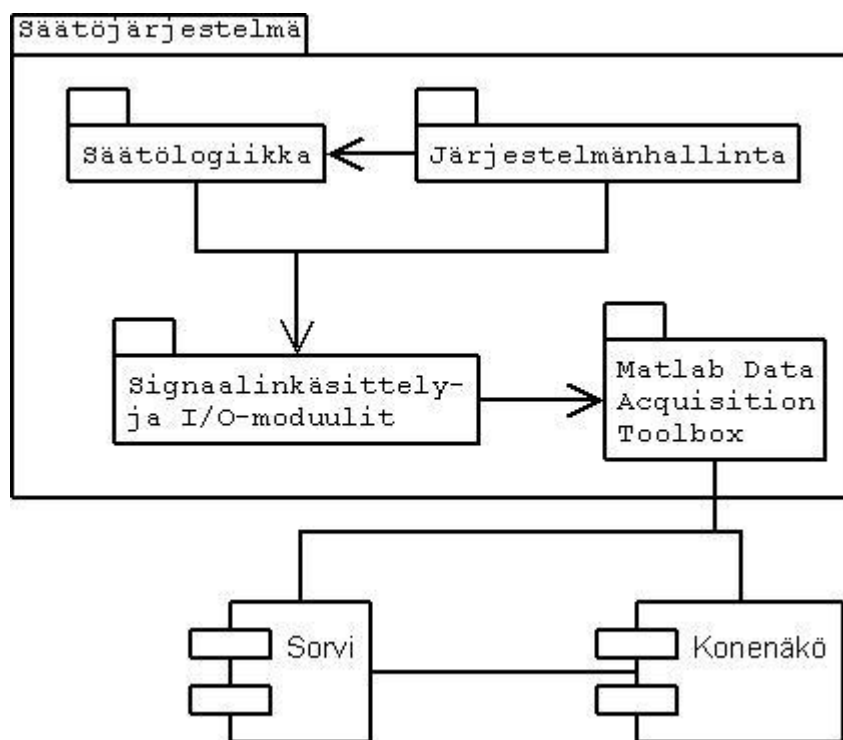 Säätöjärjestelmä
Säätölogiikka
Järjestelmänhallinta
Signaalinkäsittely-
ja I/O-moduulit
Matlab Data
Acquisition
Toolbox
Sorvi
Konenäkö